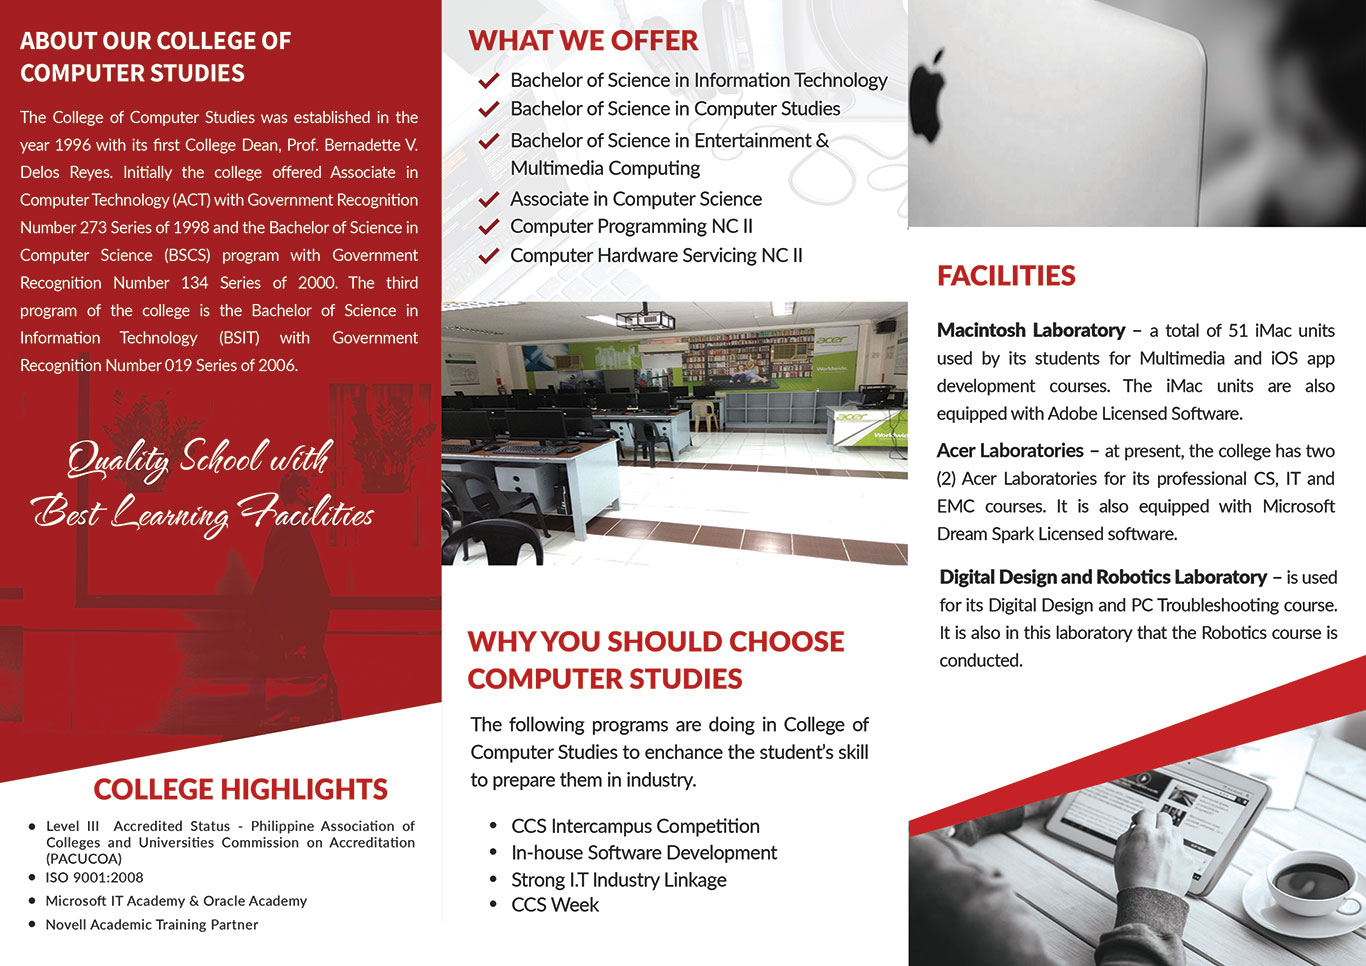 ABOUT OUR COLLEGE OF
COMPUTER STUDIES
The College of Computer Studies was established in the
year 1996 with its first College Dean, Prof. Bernadette V.
Delos Reyes. Initially the college offered Associate in
Computer Technology (ACT) with Government Recognition
Number 273 Series of 1998 and the Bachelor of Science in
Computer Science (BSCS) program with Government
Recognition Number 134 Series of 2000. The third
program of the college is the Bachelor of Science in
Information Technology (BSIT) with Government
Recognition Number 019 Series of 2006.
Quality School with
Best Learning Facilities
COLLEGE HIGHLIGHTS
• Level III Accredited Status - Philippine Association of
Colleges and Universities Commission on Accreditation
(PACUCOA)
• ISO 9001:2008
• Microsoft IT Academy & Oracle Academy
• Novell Academic Training Partner
WHAT WE OFFER
Bachelor of Science in Information Technology
Bachelor of Science in Computer Studies
Bachelor of Science in Entertainment &
Multimedia Computing
Associate in Computer Science
Computer Programming NC II
Computer Hardware Servicing NC II
acer
Worldwide.
acer
Worldwid
WHY YOU SHOULD CHOOSE
COMPUTER STUDIES
The following programs are doing in College of
Computer Studies to enchance the student's skill
to prepare them in industry.
• CCS Intercampus Competition
• In-house Software Development
• Strong I.T Industry Linkage
• CCS Week
FACILITIES
Macintosh Laboratory – a total of 51 iMac units
used by its students for Multimedia and iOS app
development courses. The iMac units are also
equipped with Adobe Licensed Software.
Acer Laboratories – at present, the college has two
(2) Acer Laboratories for its professional CS, IT and
EMC courses. It is also equipped with Microsoft
Dream Spark Licensed software.
Digital Design and Robotics Laboratory – is used
for its Digital Design and PC Troubleshooting course.
It is also in this laboratory that the Robotics course is
conducted.